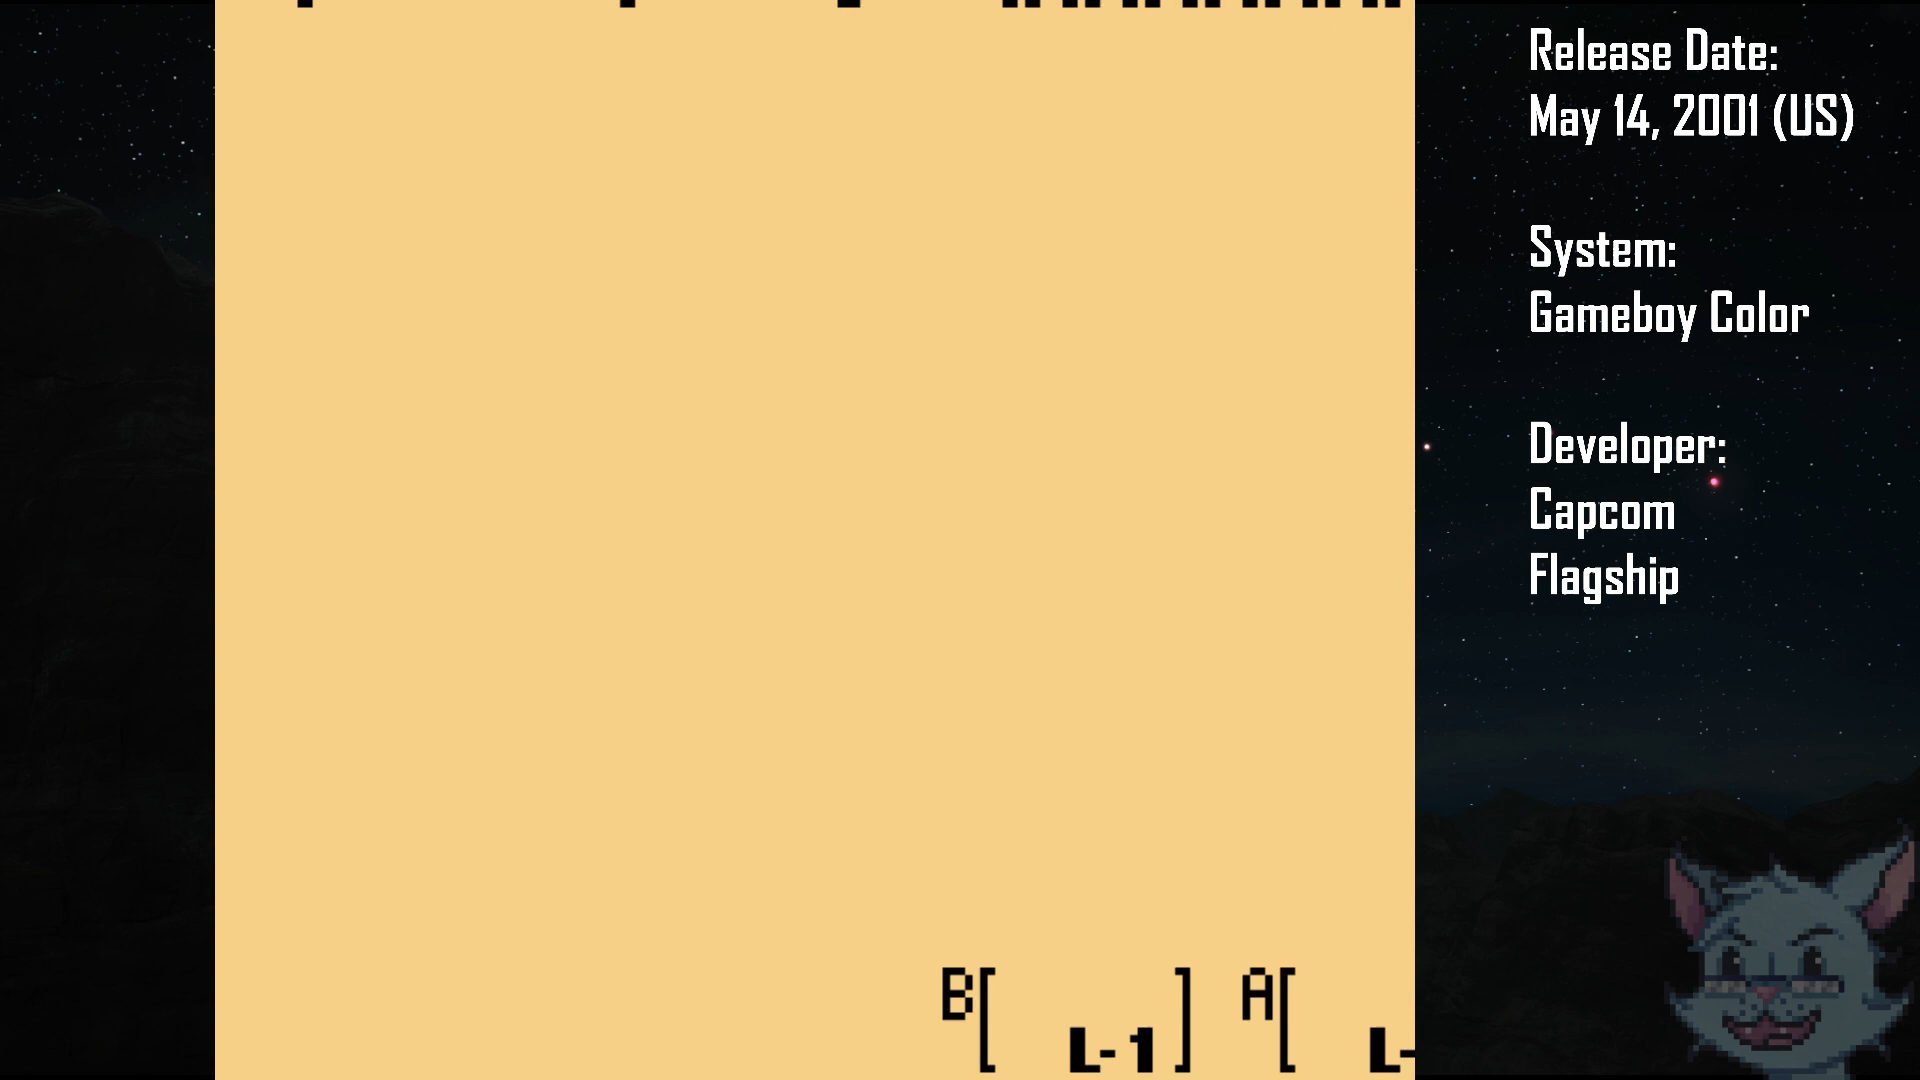 Release Date:
May 14, 2001 (US)
System:
Gameboy Color
Developer:
Capcom
Flagship
B[ L-1 ] A[ L-